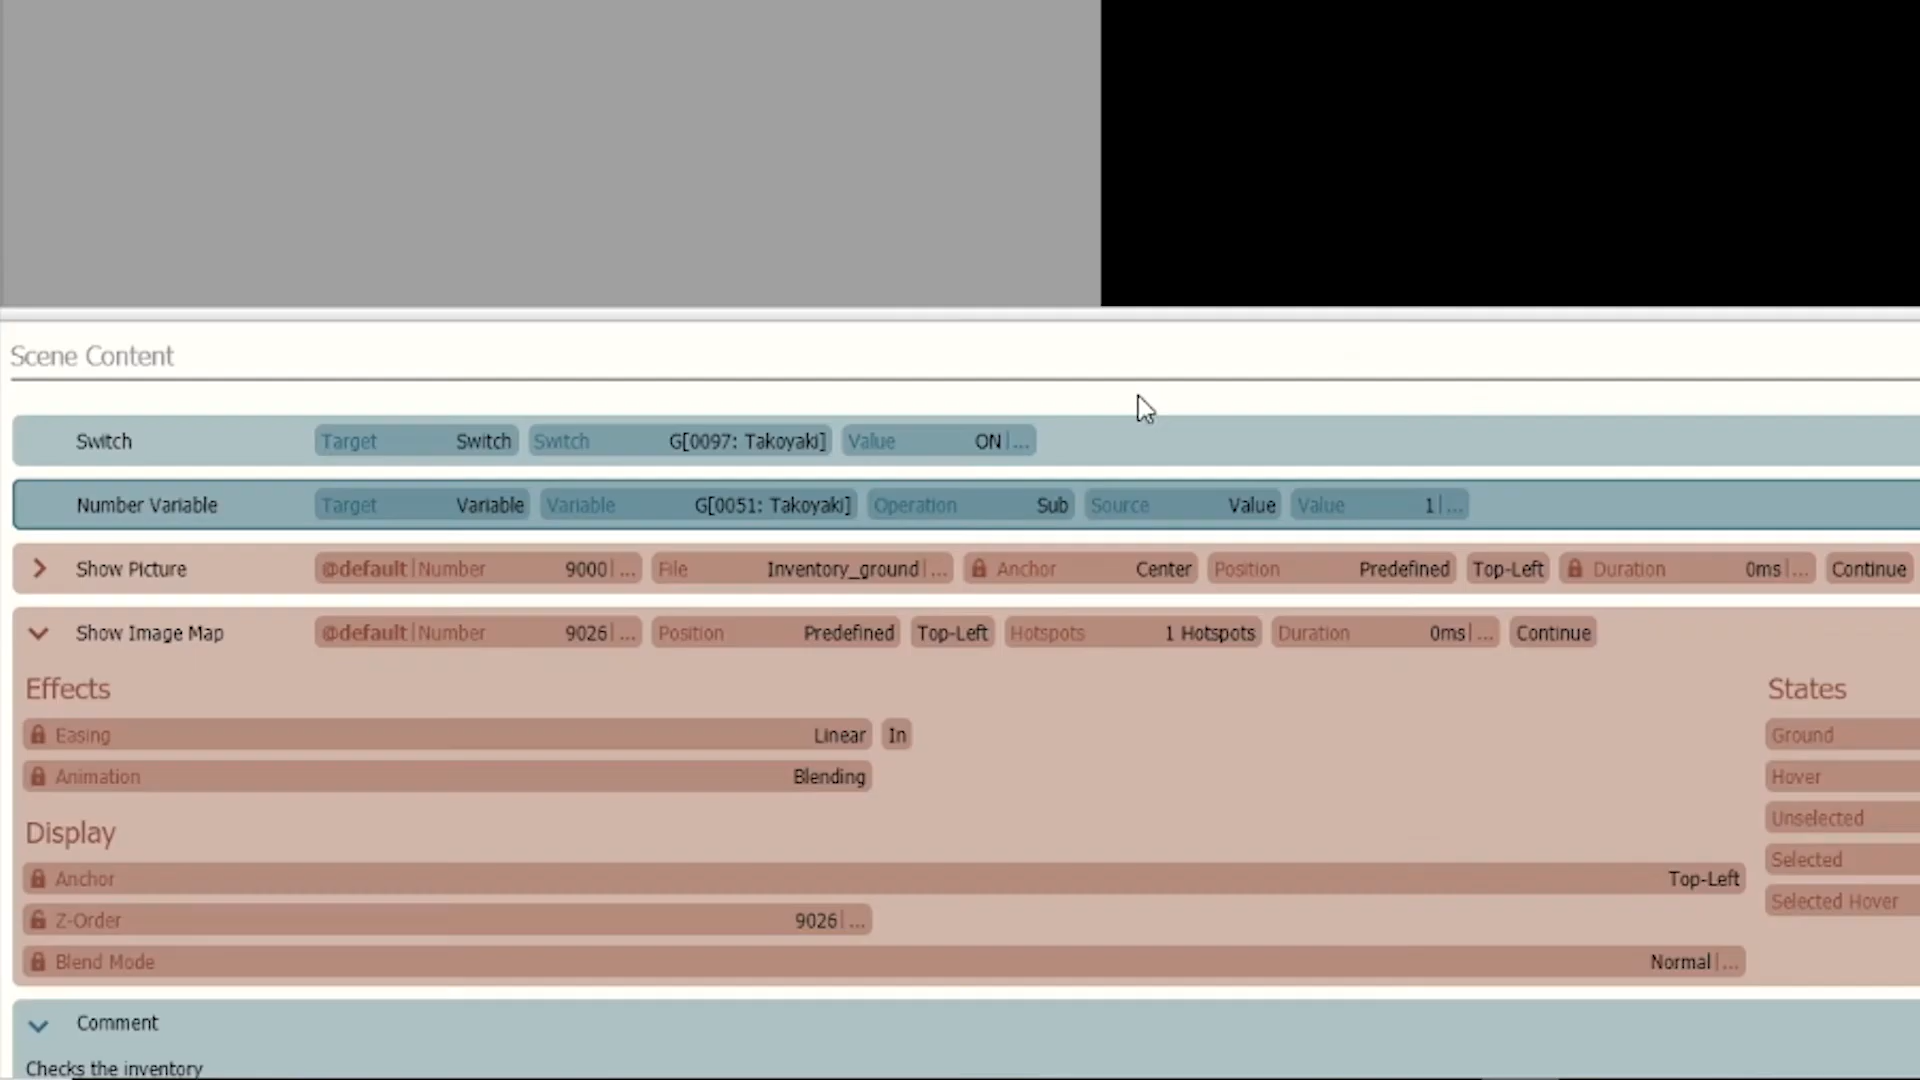 Scene Content
Switch Target Switch Switch G[0097: Takoyaki] Value ON|...
Number Variable Target Variable Variable G[0051: Takoyaki] Operation Sub Source Value Value 1|...
Show Picture @default|Number 9000|... File Inventory_ground|... Anchor Center Position Predefined Top-Left Duration 0ms|... Continue
Show Image Map @default|Number 9026|... Position Predefined Top-Left Hotspots 1 Hotspots Duration 0ms|... Continue
Effects States
Easing Linear In Ground
Animation Blending Hover
Unselected
Display
Selected
Anchor Top-Left
Selected Hover
Z-Order 9026|...
Blend Mode Normal|...
Comment
Checks the inventory